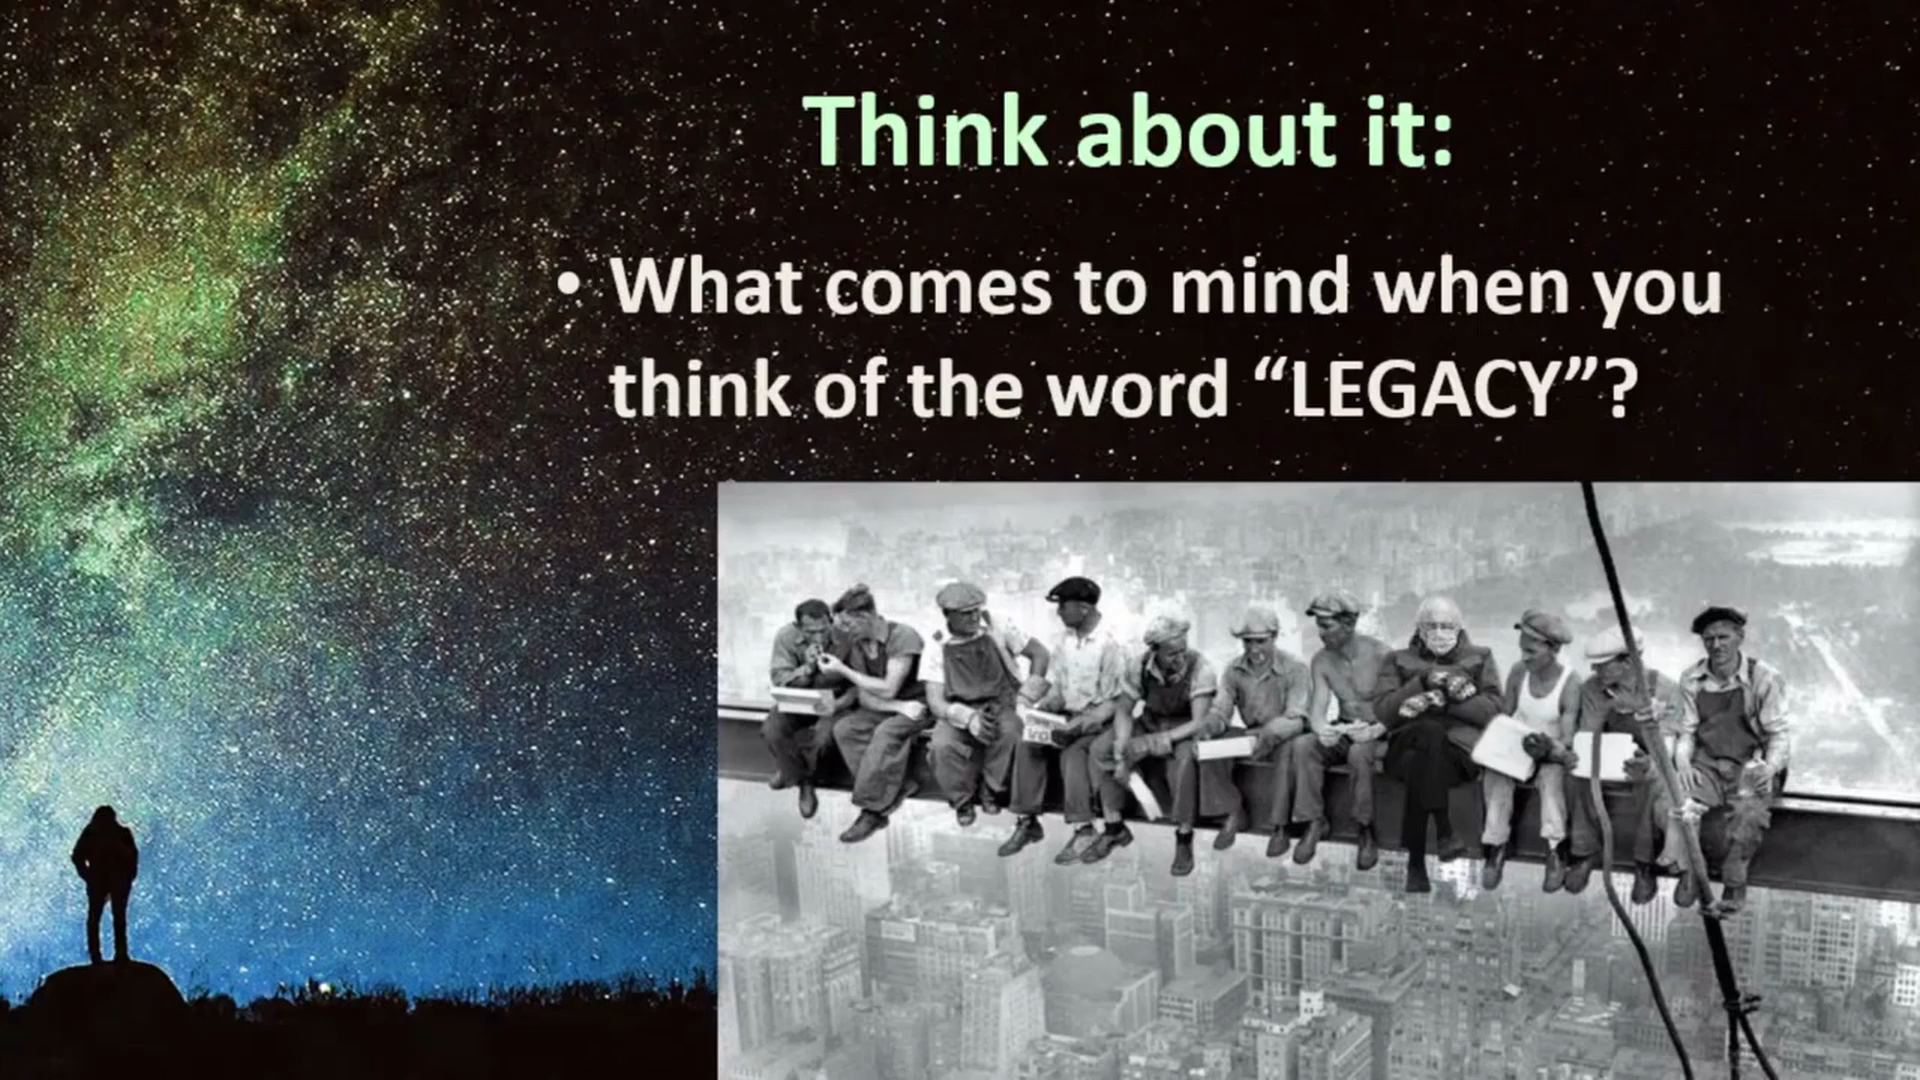 Think about it:
• What comes to mind when you
think of the word “LEGACY”?